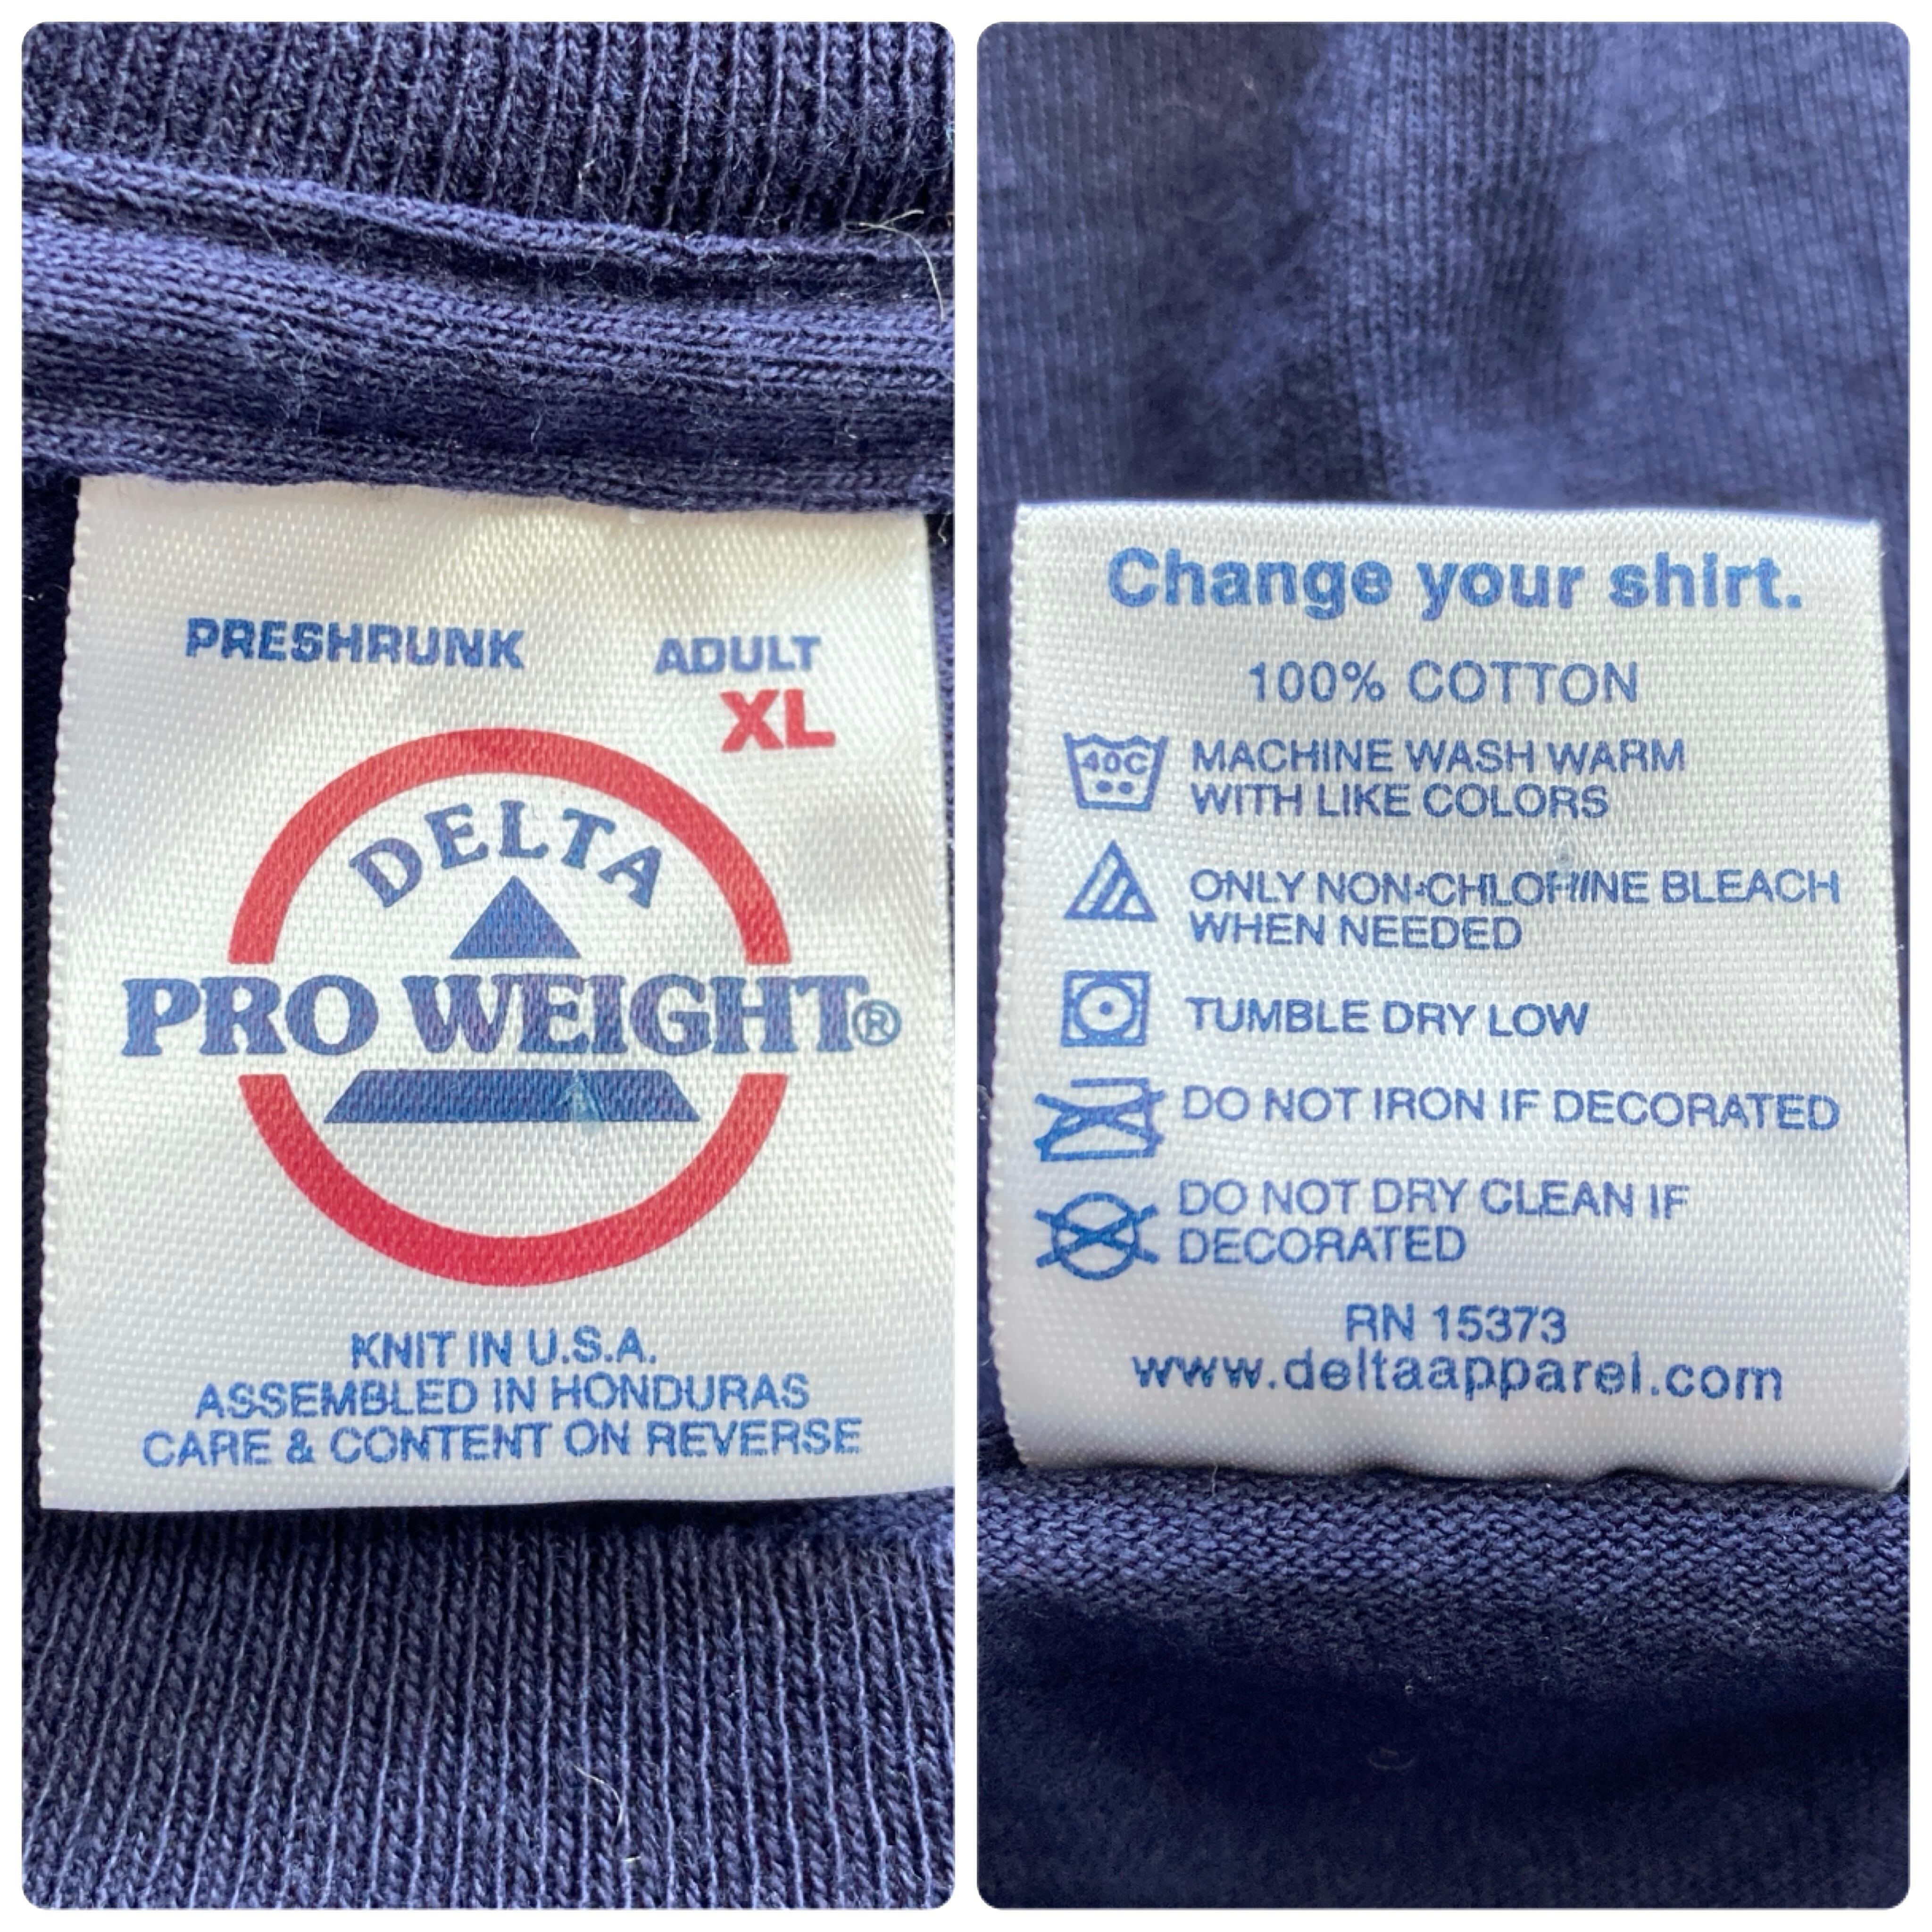 PRESHRUNK ADULT
XL
DELTA
PRO WEIGHT®
KNIT IN U.S.A.
ASSEMBLED IN HONDURAS
CARE & CONTENT ON REVERSE
Change your shirt.
100% COTTON
40C MACHINE WASH WARM
WITH LIKE COLORS
ONLY NON-CHLORINE BLEACH
WHEN NEEDED
TUMBLE DRY LOW
DO NOT IRON IF DECORATED
DO NOT DRY CLEAN IF
DECORATED
RN 15373
www.deltaapparel.com